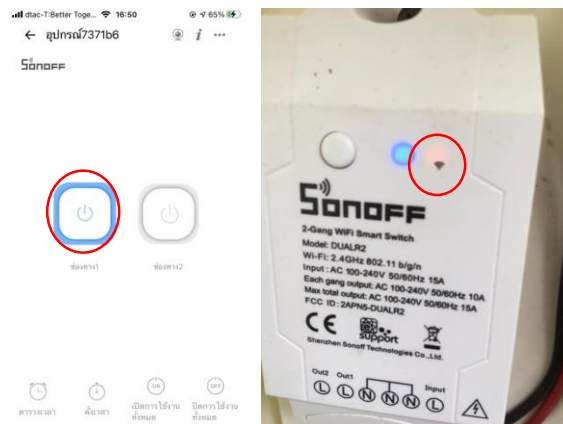 dtac-T:Better Toge... 16:50 65%
อุปกรณ์7371b6
SonoFF
ช่องทาง1 ช่องทาง2
ตารางเวลา ตั้งเวลา ON เปิดการใช้งานทั้งหมด OFF ปิดการใช้งานทั้งหมด
SonoFF
2-Gang WiFi Smart Switch
Model: DUALR2
Wi-Fi: 2.4GHz 802.11 b/g/n
Input : AC 100-240V 50/60Hz 15A
Each gang output: AC 100-240V 50/60Hz 10A
Max total output: AC 100-240V 50/60Hz 15A
FCC ID: 2APN5-DUALR2
CE support
Shenzhen Sonoff Technologies Co.,Ltd.
Out2 Out1 Input
L L N N N L